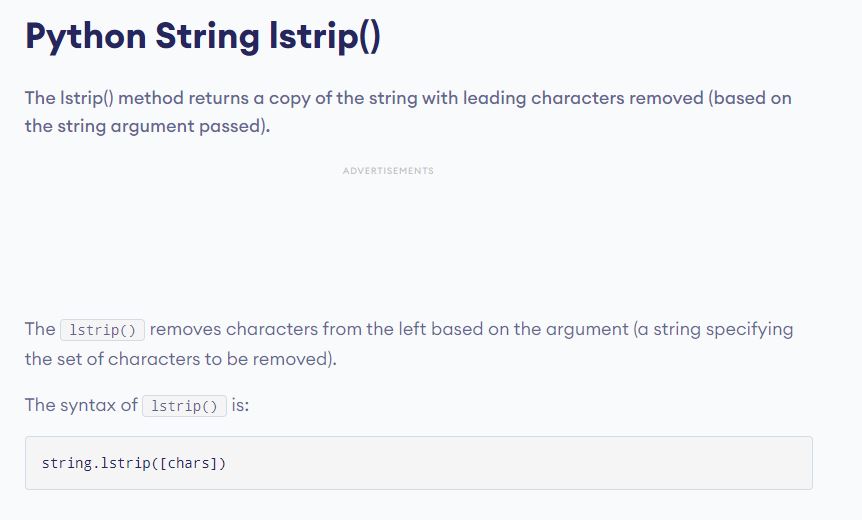 Python String lstrip()
The lstrip() method returns a copy of the string with leading characters removed (based on
the string argument passed).
ADVERTISEMENTS
The lstrip() removes characters from the left based on the argument (a string specifying
the set of characters to be removed).
The syntax of lstrip() is:
string.lstrip([chars])